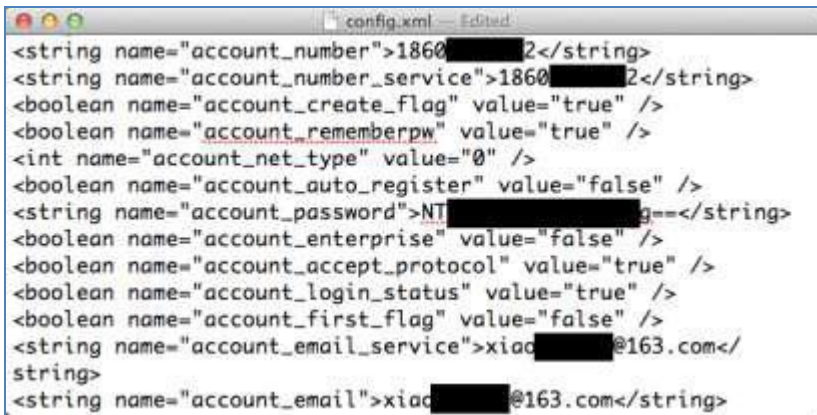 config.xml — Edited
<string name="account_number">1860 2</string>
<string name="account_number_service">1860 2</string>
<boolean name="account_create_flag" value="true" />
<boolean name="account_rememberpw" value="true" />
<int name="account_net_type" value="0" />
<boolean name="account_auto_register" value="false" />
<string name="account_password">NT g==</string>
<boolean name="account_enterprise" value="false" />
<boolean name="account_accept_protocol" value="true" />
<boolean name="account_login_status" value="true" />
<boolean name="account_first_flag" value="false" />
<string name="account_email_service">xiao @163.com</
string>
<string name="account_email">xiao @163.com</string>